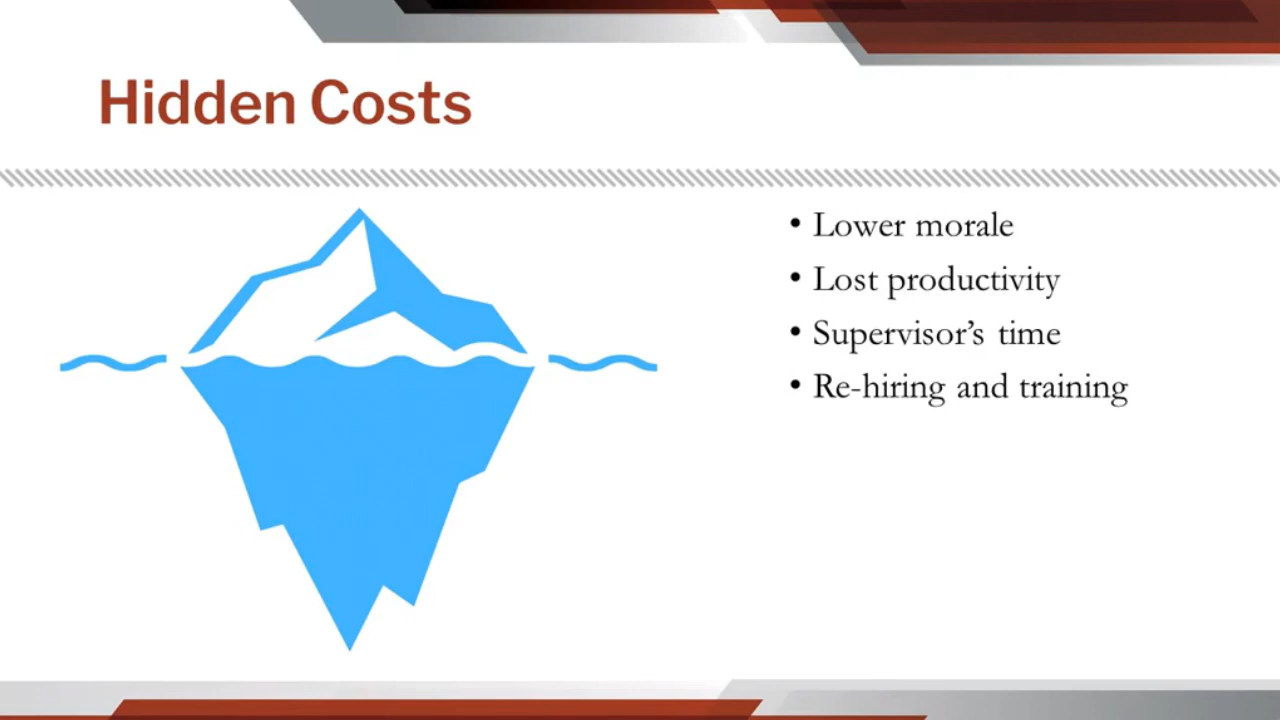 Hidden Costs
• Lower morale
• Lost productivity
• Supervisor’s time
• Re-hiring and training